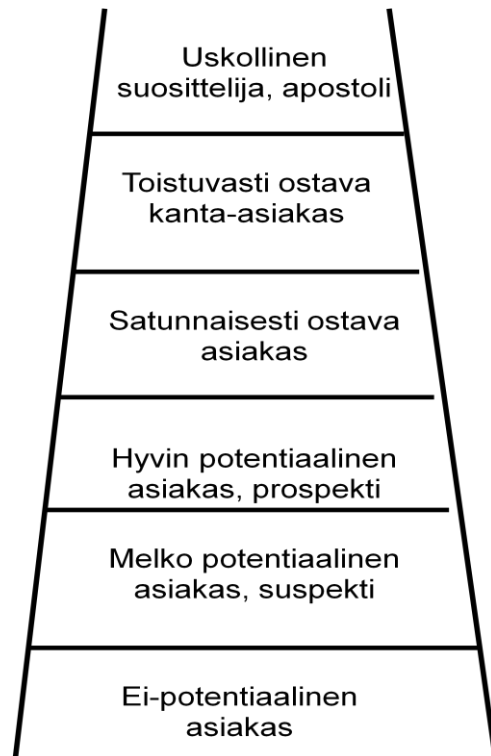 Uskollinen
suosittelija, apostoli
Toistuvasti ostava
kanta-asiakas
Satunnaisesti ostava
asiakas
Hyvin potentiaalinen
asiakas, prospekti
Melko potentiaalinen
asiakas, suspekti
Ei-potentiaalinen
asiakas